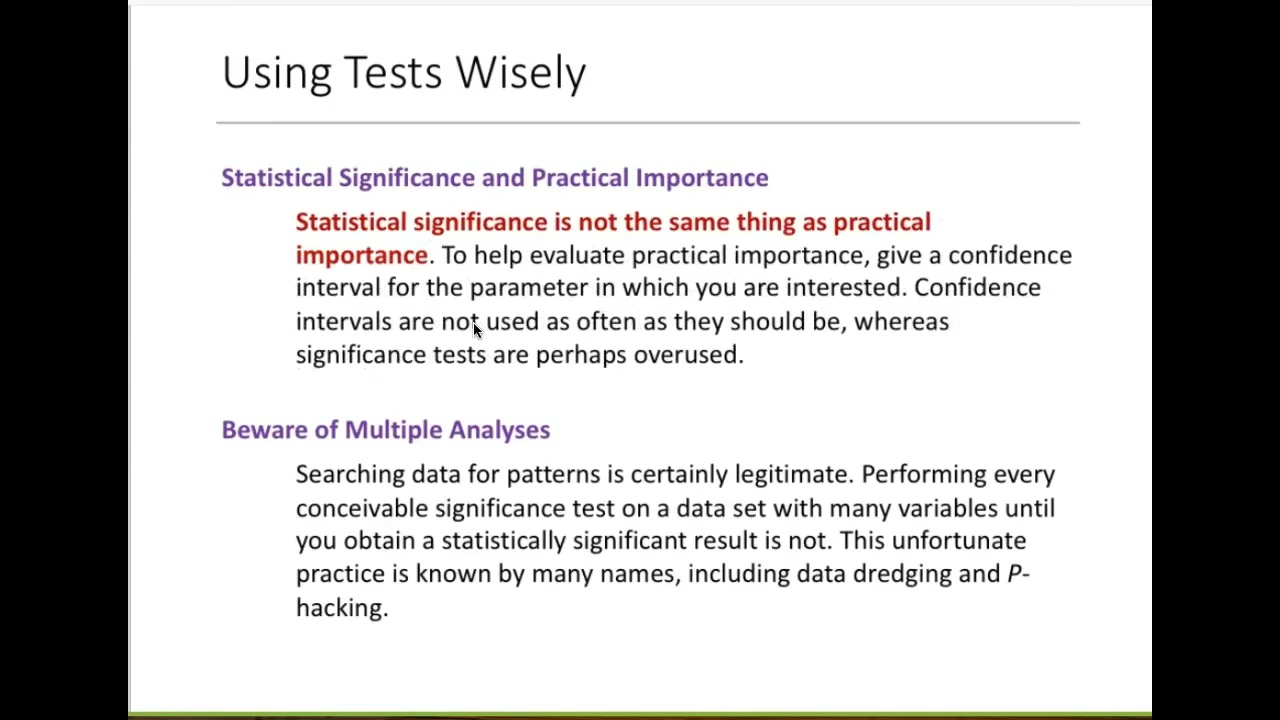 Using Tests Wisely
Statistical Significance and Practical Importance
Statistical significance is not the same thing as practical
importance. To help evaluate practical importance, give a confidence
interval for the parameter in which you are interested. Confidence
intervals are not used as often as they should be, whereas
significance tests are perhaps overused.
Beware of Multiple Analyses
Searching data for patterns is certainly legitimate. Performing every
conceivable significance test on a data set with many variables until
you obtain a statistically significant result is not. This unfortunate
practice is known by many names, including data dredging and P-
hacking.